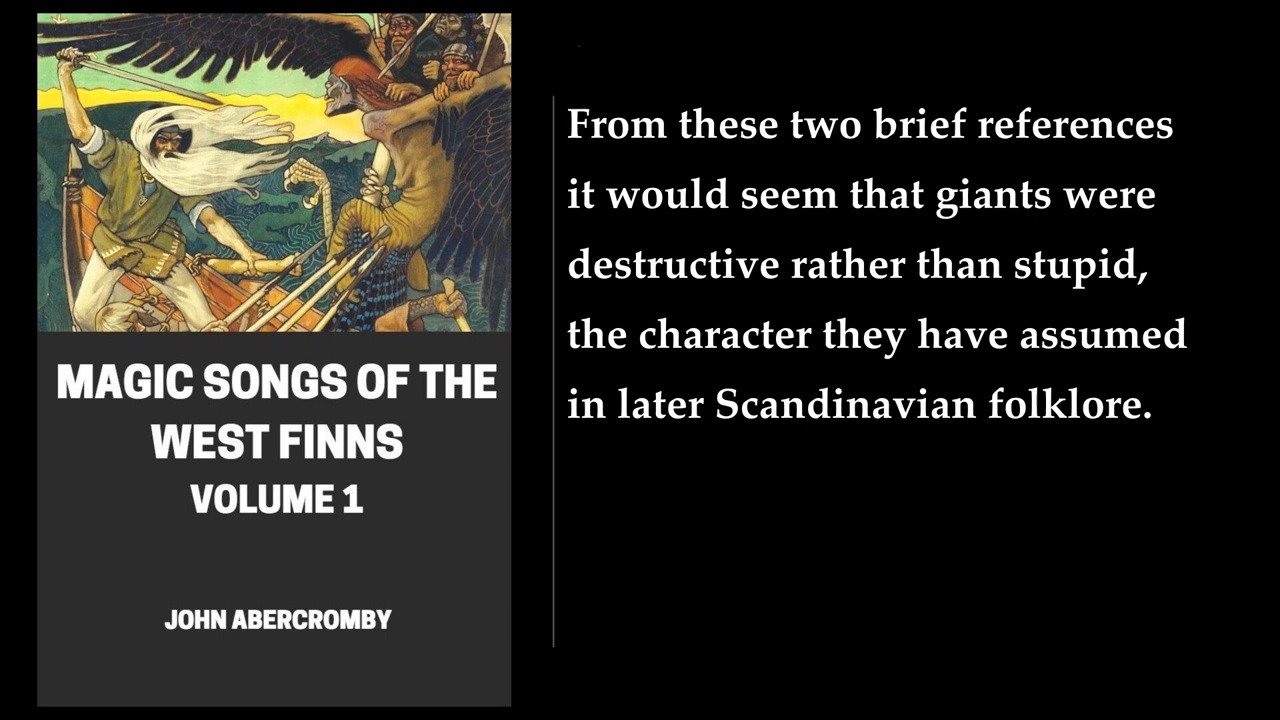 MAGIC SONGS OF THE
WEST FINNS
VOLUME 1
JOHN ABERCROMBY
From these two brief references
it would seem that giants were
destructive rather than stupid,
the character they have assumed
in later Scandinavian folklore.